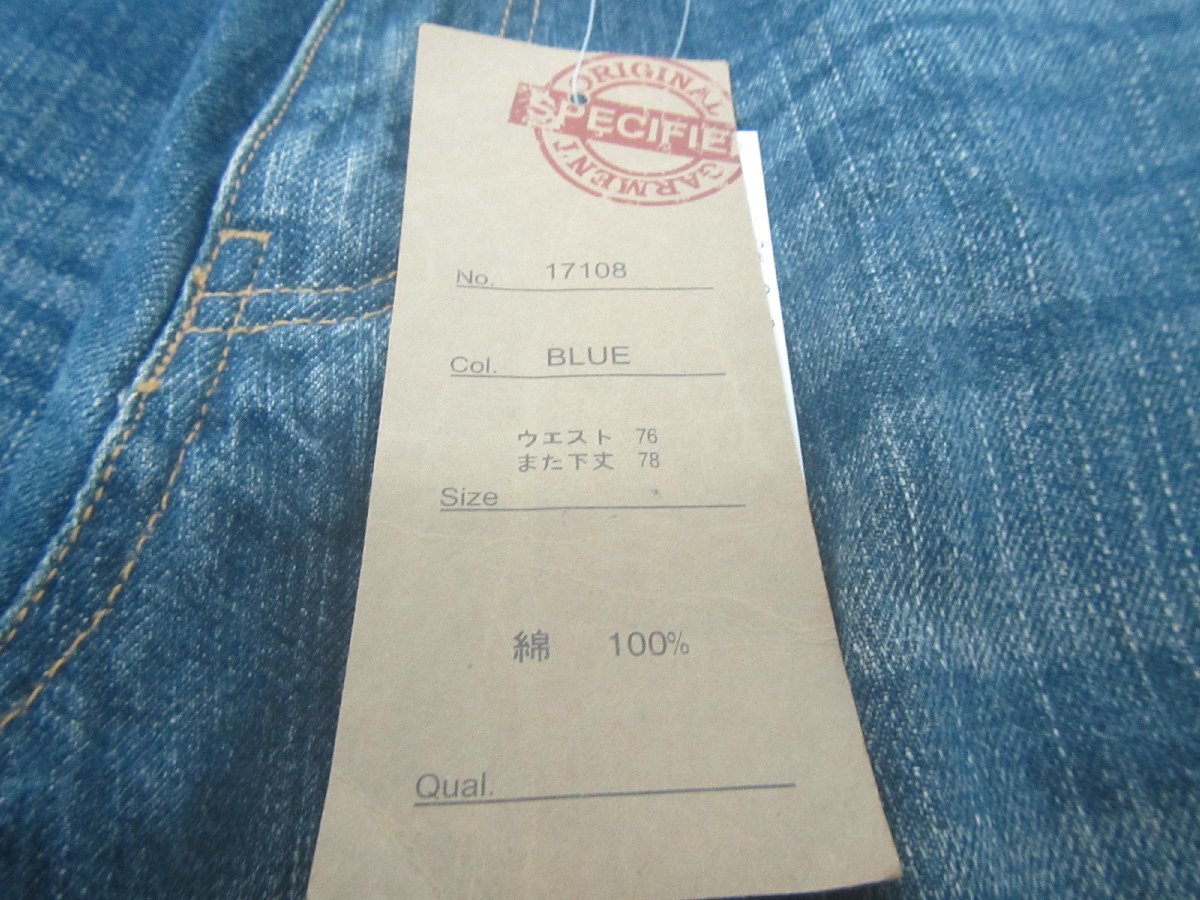 ORIGINAL
SPECIFIE
GARMENT
No. 17108
Col. BLUE
ウエスト 76
また下丈 78
Size
綿 100%
Qual.